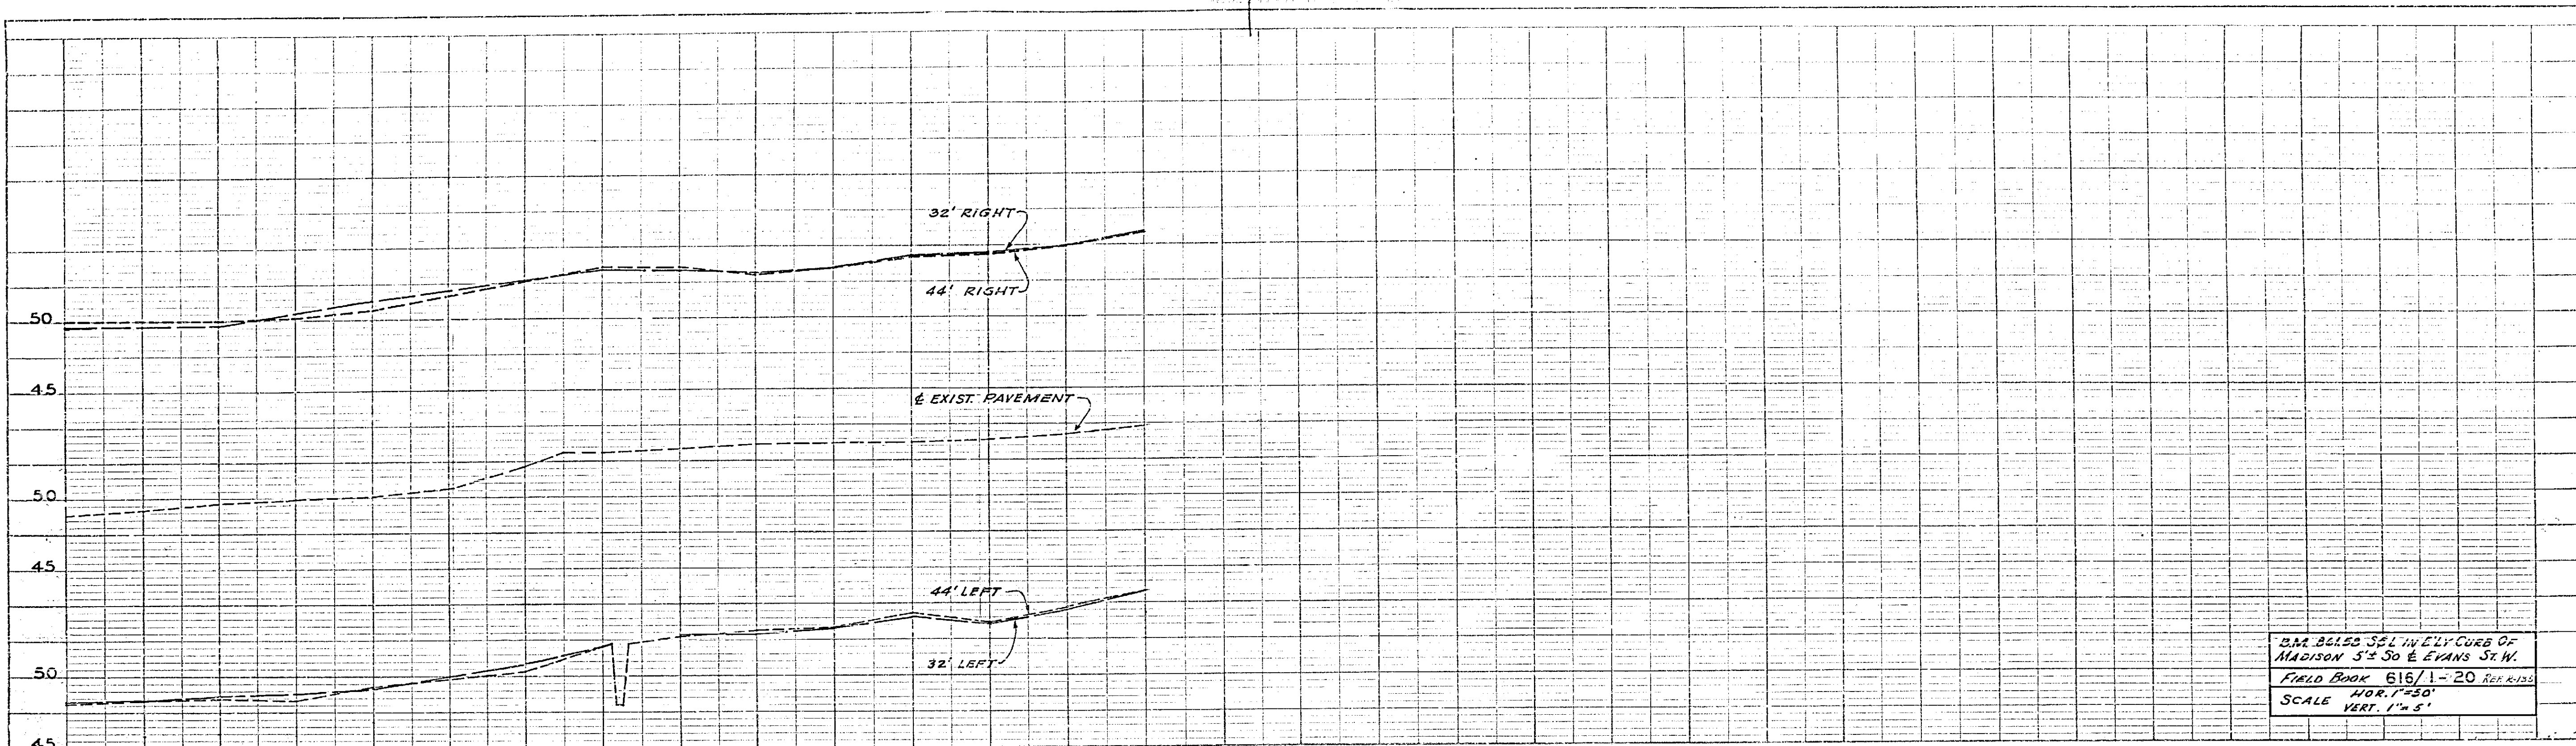 32' RIGHT
44' RIGHT
50
45
₵ EXIST. PAVEMENT
50
45
44' LEFT
32' LEFT
50
45
B.M. S&L IN E'LY CURB OF
MADISON 5'± SO ₵ EVANS ST. W.
FIELD BOOK 616/1-20 REF.
SCALE HOR. 1"=50'
VERT. 1"=5'